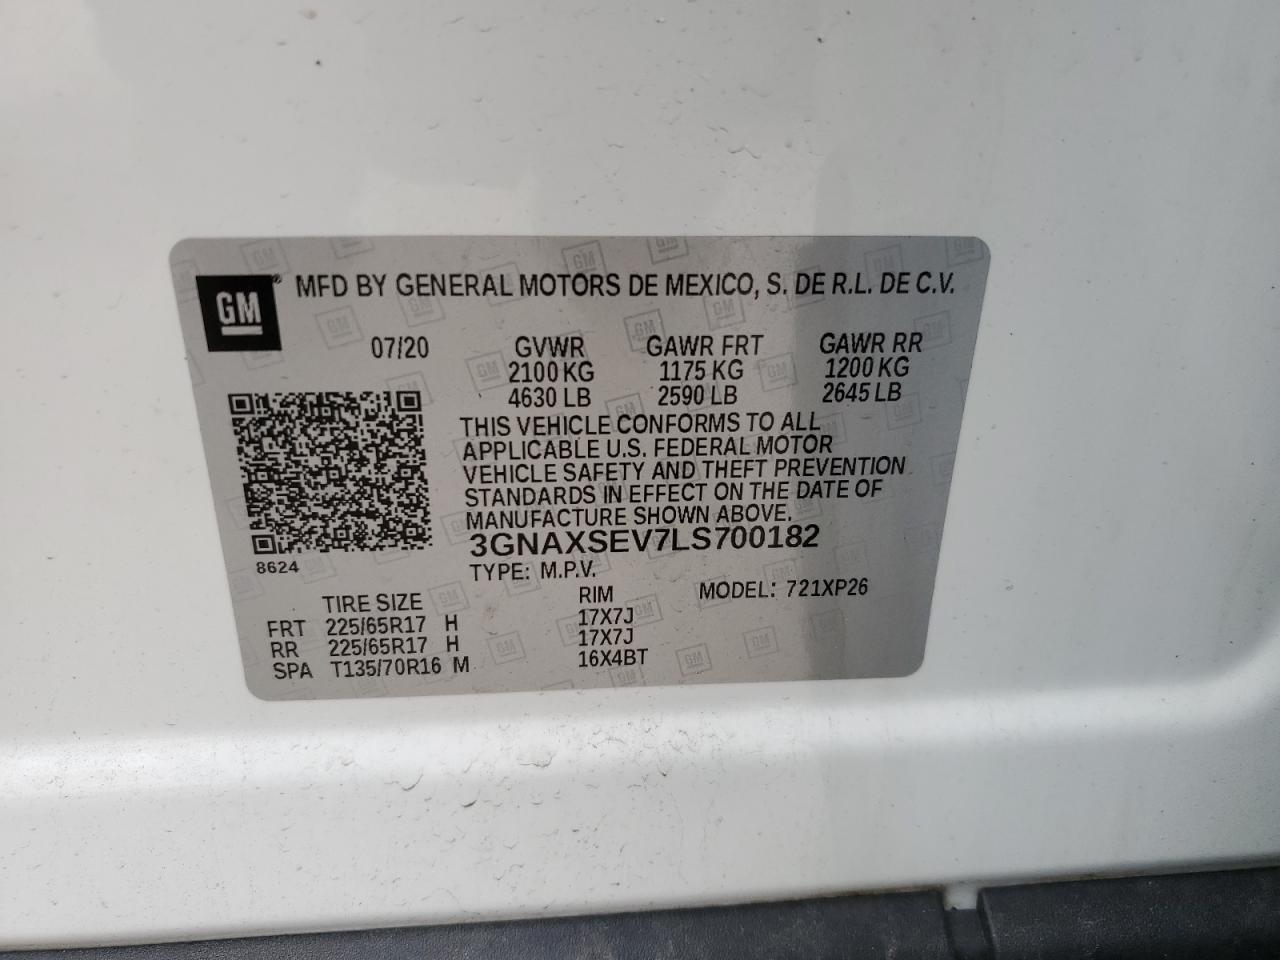 GM® MFD BY GENERAL MOTORS DE MEXICO, S. DE R.L. DE C.V.
07/20 GVWR GAWR FRT GAWR RR
2100 KG 1175 KG 1200 KG
4630 LB 2590 LB 2645 LB
THIS VEHICLE CONFORMS TO ALL
APPLICABLE U.S. FEDERAL MOTOR
VEHICLE SAFETY AND THEFT PREVENTION
STANDARDS IN EFFECT ON THE DATE OF
MANUFACTURE SHOWN ABOVE.
3GNAXSEV7LS700182
8624 TYPE: M.P.V.
TIRE SIZE RIM MODEL: 721XP26
FRT 225/65R17 H 17X7J
RR 225/65R17 H 17X7J
SPA T135/70R16 M 16X4BT